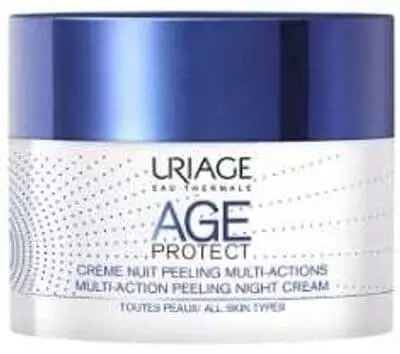 URIAGE
EAU THERMALE
AGE
PROTECT
CRÈME NUIT PEELING MULTI-ACTIONS
MULTI-ACTION PEELING NIGHT CREAM
TOUTES PEAUX/ ALL SKIN TYPES